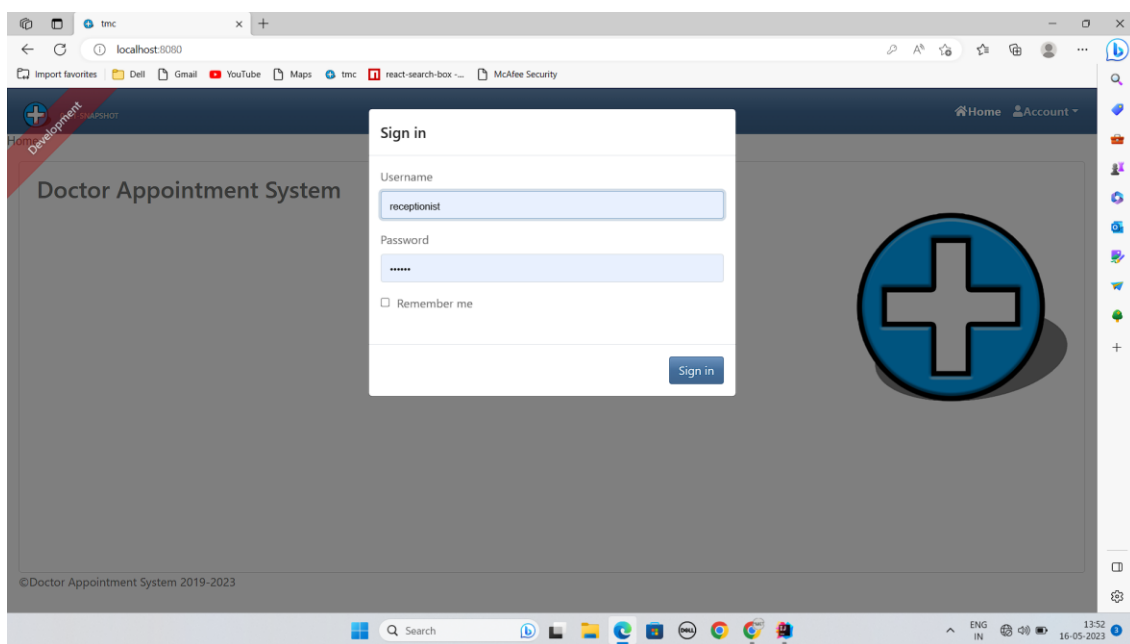 tmc
localhost:8080
Import favorites Dell Gmail YouTube Maps tmc react-search-box -... McAfee Security
Development SNAPSHOT Home Account
Home
Sign in
Doctor Appointment System
Username
receptionist
Password
••••••
Remember me
Sign in
©Doctor Appointment System 2019-2023
Search
ENG
IN
13:52
16-05-2023